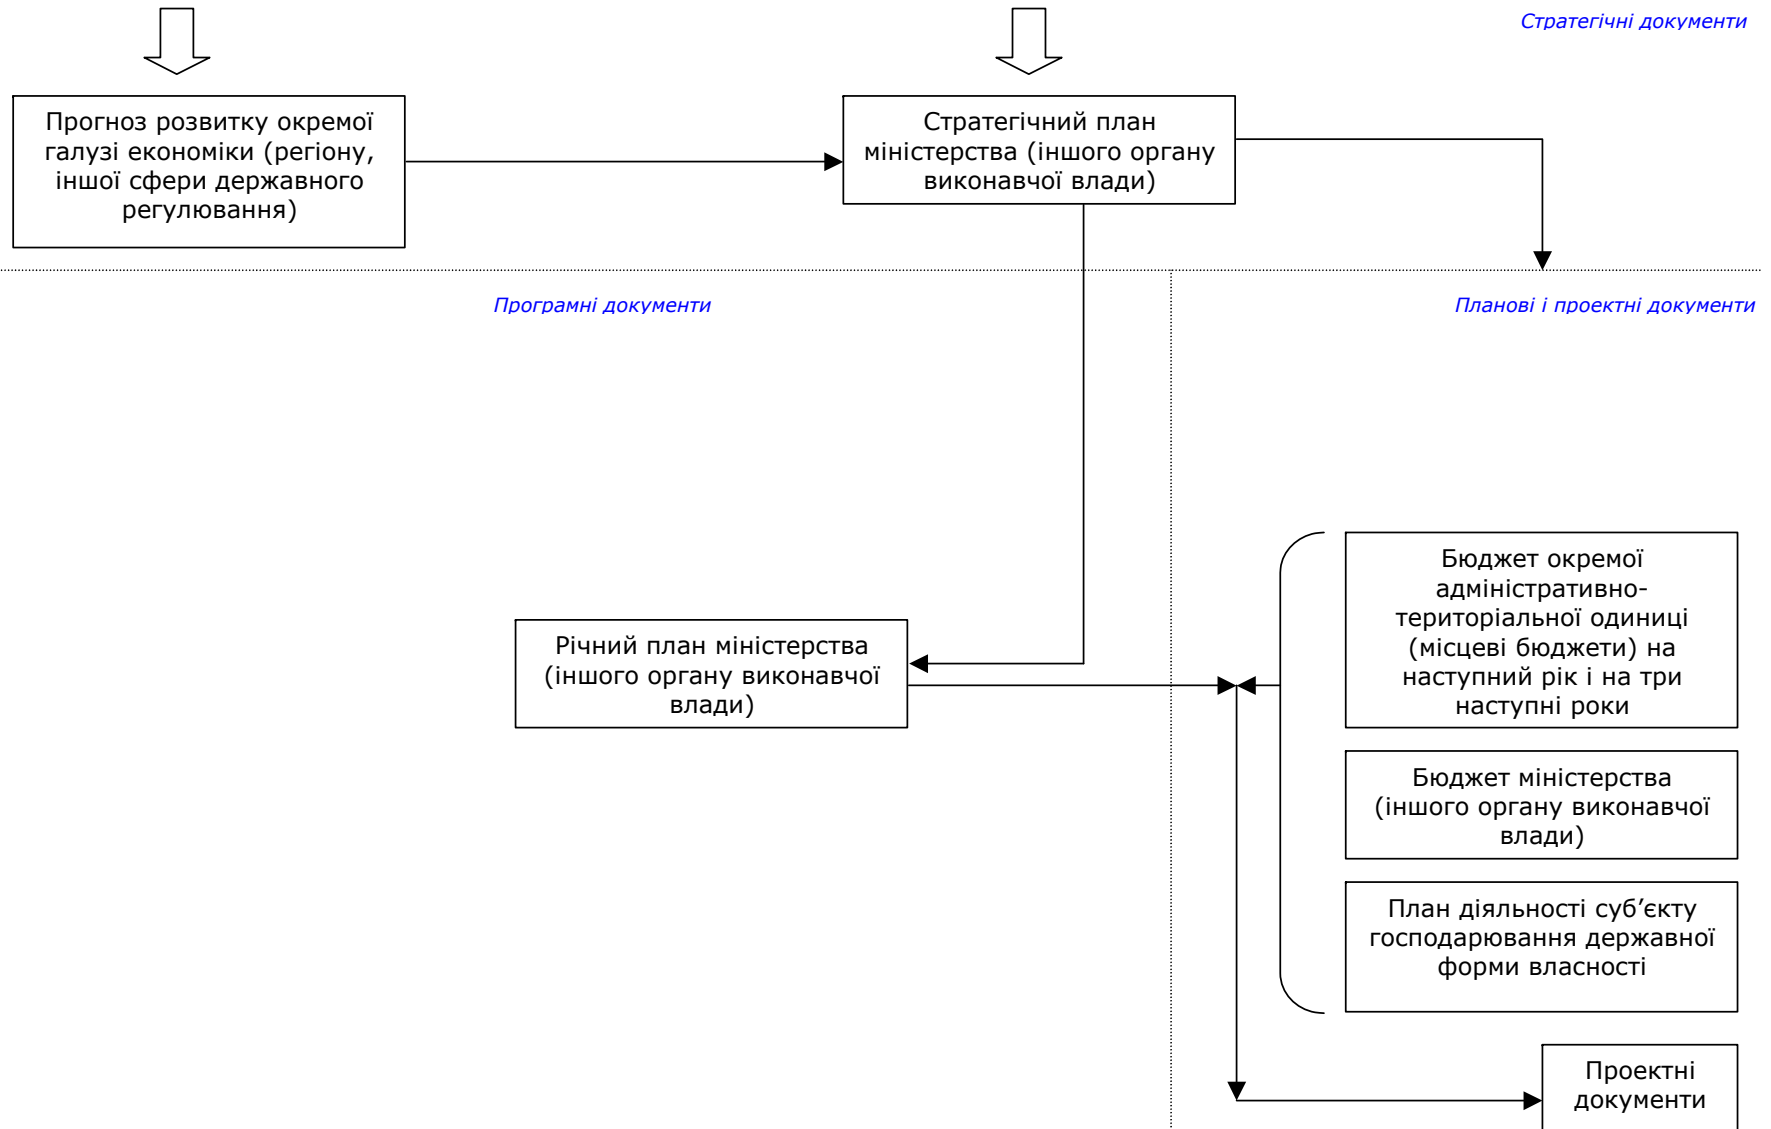 Стратегічні документи
Прогноз розвитку окремої
галузі економіки (регіону,
іншої сфери державного
регулювання)
Стратегічний план
міністерства (іншого органу
виконавчої влади)
Програмні документи
Планові і проектні документи
Річний план міністерства
(іншого органу виконавчої
влади)
Бюджет окремої
адміністративно-
територіальної одиниці
(місцеві бюджети) на
наступний рік і на три
наступні роки
Бюджет міністерства
(іншого органу виконавчої
влади)
План діяльності суб’єкту
господарювання державної
форми власності
Проектні
документи